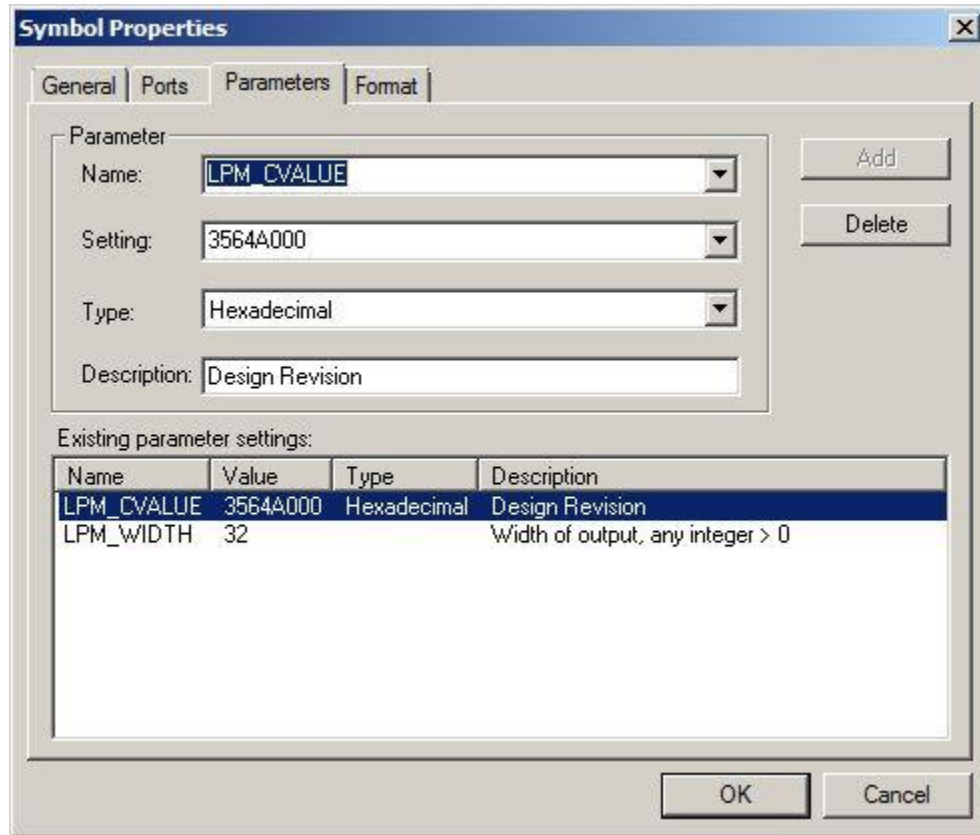 Symbol Properties
General Ports Parameters Format
Parameter
Name: LPM_CVALUE
Add
Setting: 3564A000
Delete
Type: Hexadecimal
Description: Design Revision
Existing parameter settings:
Name Value Type Description
LPM_CVALUE 3564A000 Hexadecimal Design Revision
LPM_WIDTH 32 Width of output, any integer > 0
OK Cancel